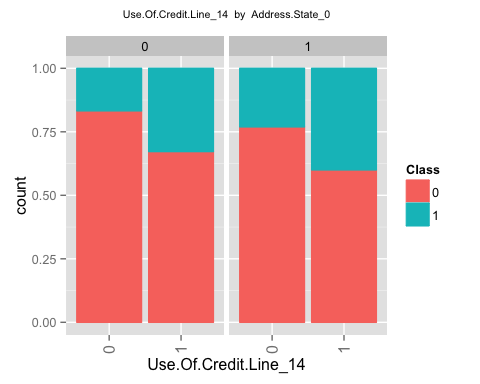 Use.Of.Credit.Line_14 by Address.State_0
0 1
1.00
0.75
0.50
0.25
0.00
count
0 1 0 1
Use.Of.Credit.Line_14
Class
0
1